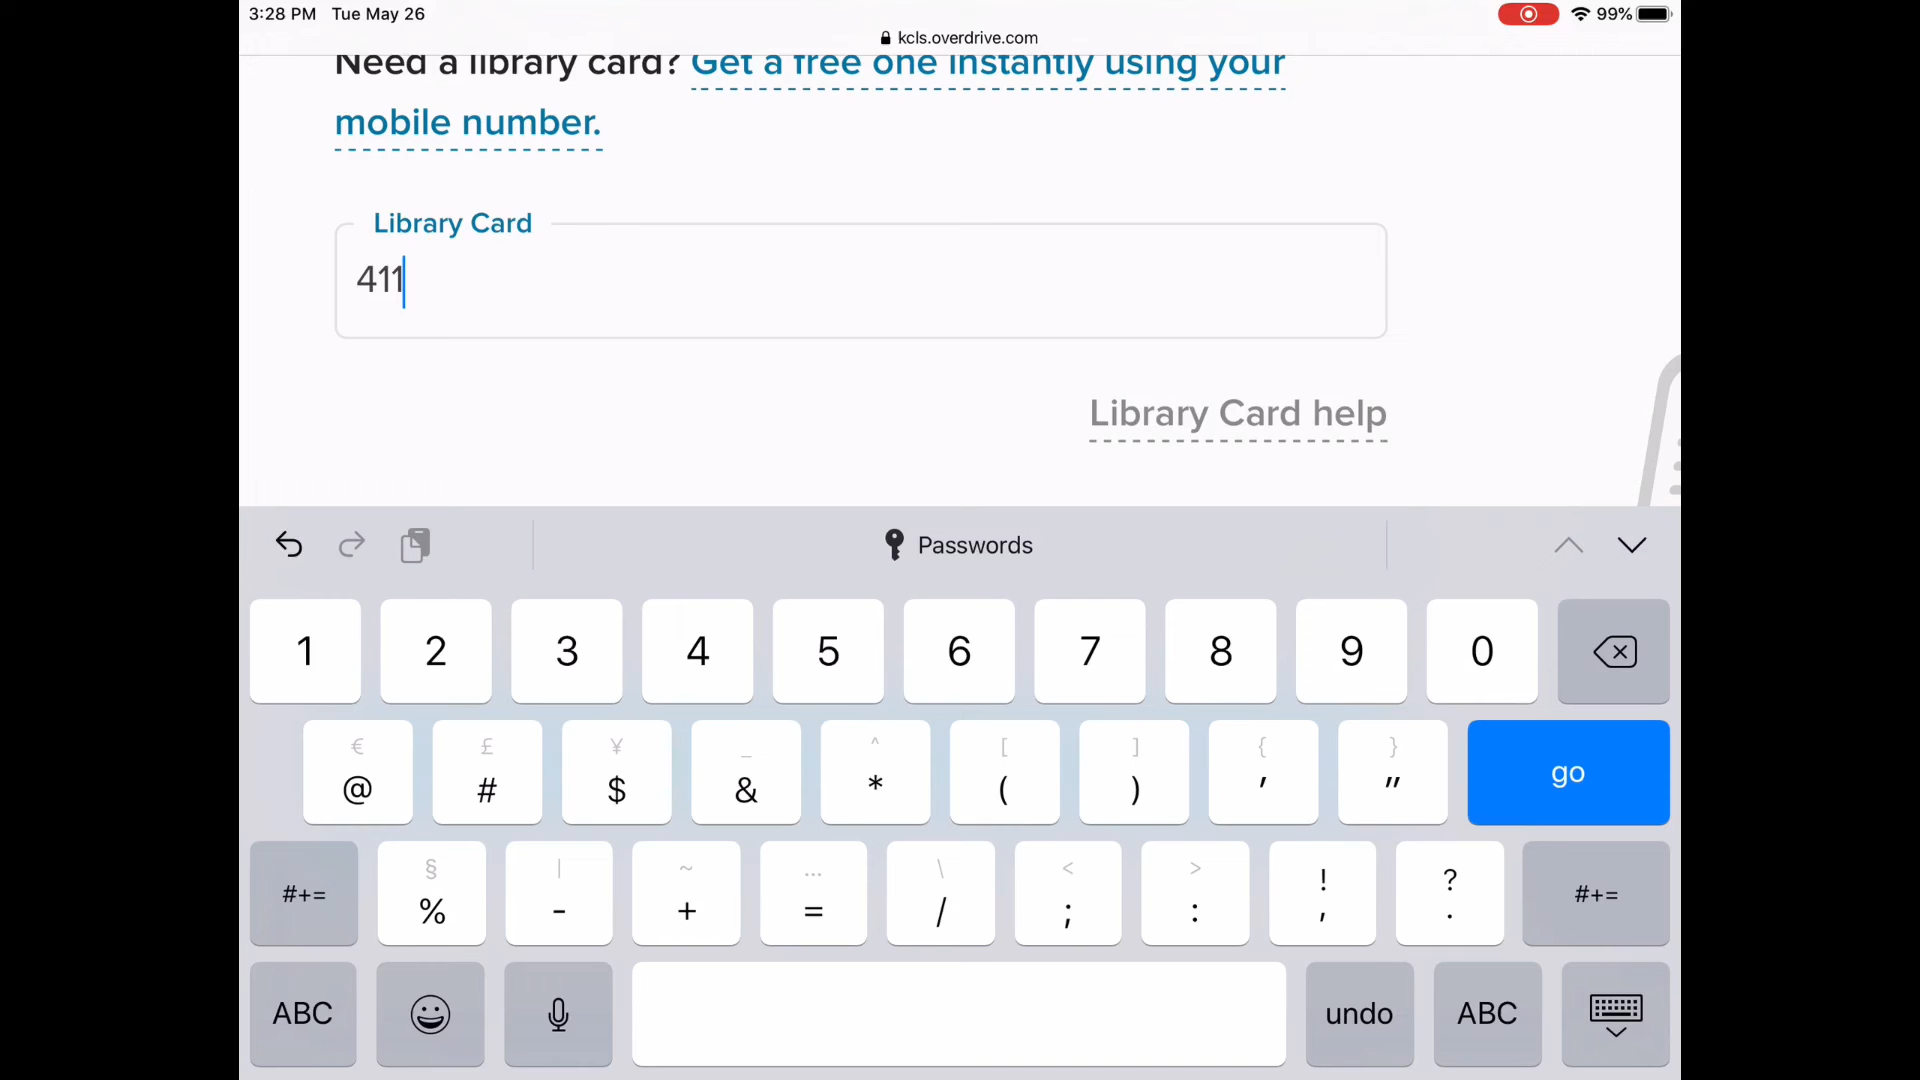 3:28 PM Tue May 26
99%
kcls.overdrive.com
Need a library card? Get a free one instantly using your
mobile number.
Library Card
411
Library Card help
Passwords
1 2 3 4 5 6 7 8 9 0
€ £ ¥ _ ^ [ ] { }
@ # $ & * ( ) ' "
go
§ | ~ … \ < > ! ?
#+= % - + = / ; : , . #+=
ABC undo ABC